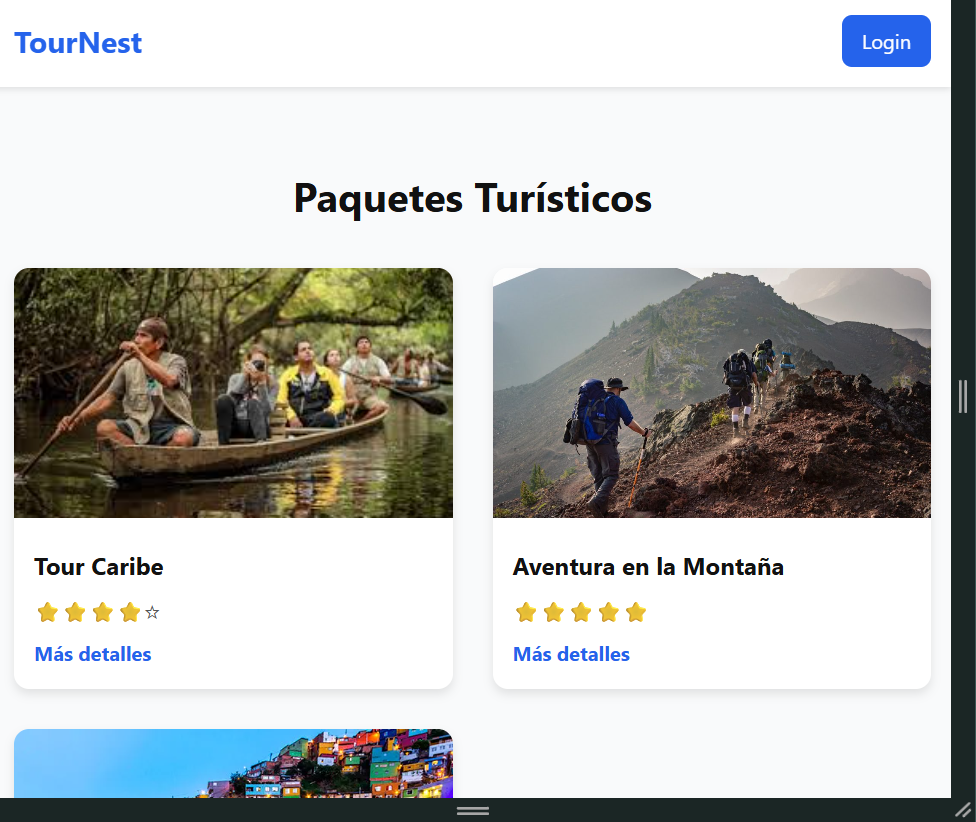 TourNest
Login
Paquetes Turísticos
Tour Caribe
⭐⭐⭐⭐☆
Más detalles
Aventura en la Montaña
⭐⭐⭐⭐⭐
Más detalles